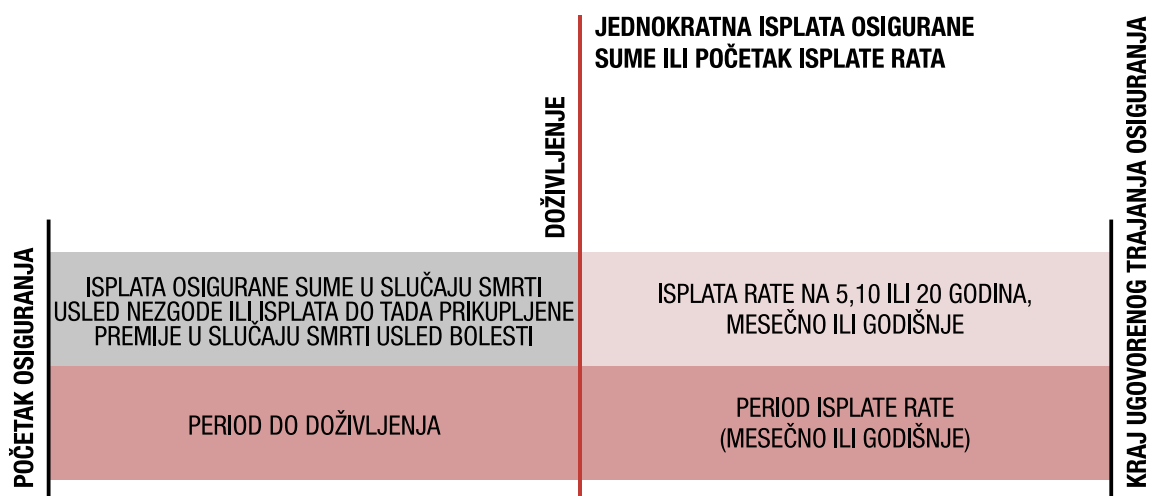 JEDNOKRATNA ISPLATA OSIGURANE
SUME ILI POČETAK ISPLATE RATA
DOŽIVLJENJE
KRAJ UGOVORENOG TRAJANJA OSIGURANJA
POČETAK OSIGURANJA
ISPLATA OSIGURANE SUME U SLUČAJU SMRTI
USLED NEZGODE ILI ISPLATA DO TADA PRIKUPLJENE
PREMIJE U SLUČAJU SMRTI USLED BOLESTI
ISPLATA RATE NA 5,10 ILI 20 GODINA,
MESEČNO ILI GODIŠNJE
PERIOD DO DOŽIVLJENJA
PERIOD ISPLATE RATE
(MESEČNO ILI GODIŠNJE)